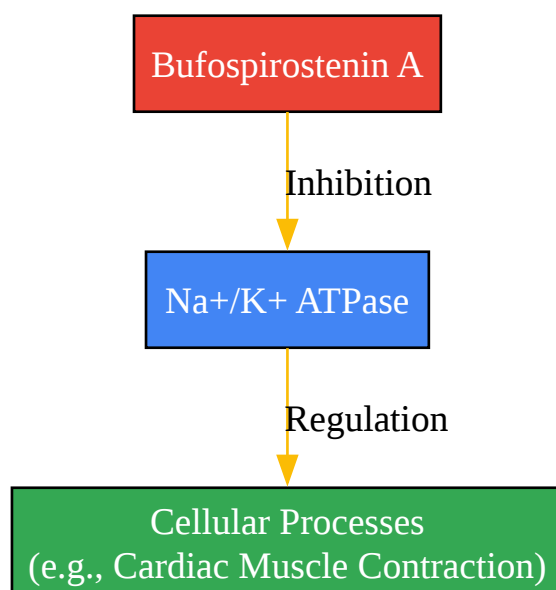 Bufospirostenin A
Inhibition
Na+/K+ ATPase
Regulation
Cellular Processes
(e.g., Cardiac Muscle Contraction)